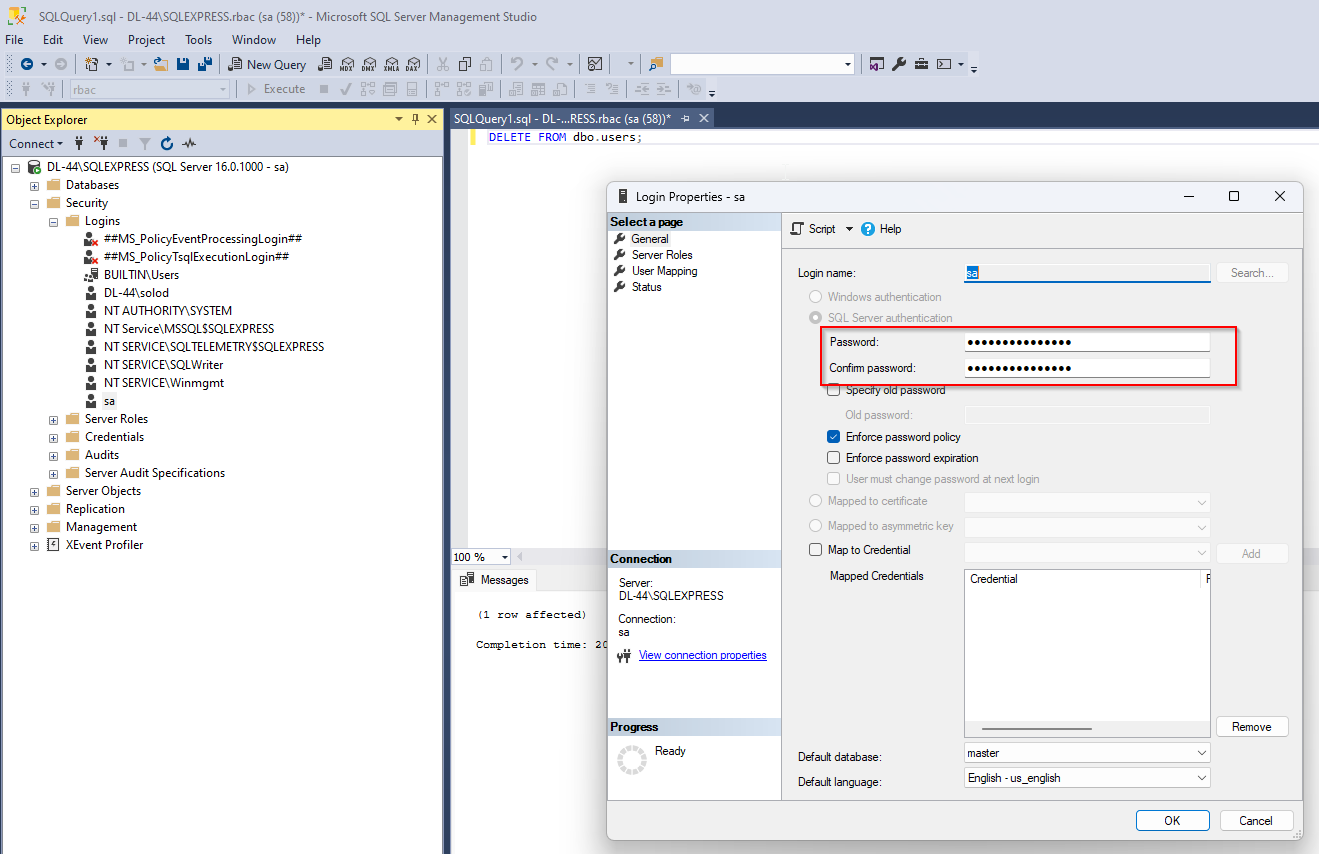 SQLQuery1.sql - DL-44\SQLEXPRESS.rbac (sa (58))* - Microsoft SQL Server Management Studio
File Edit View Project Tools Window Help
New Query MDX DMX XMLA DAX
rbac Execute
Object Explorer
Connect
DL-44\SQLEXPRESS (SQL Server 16.0.1000 - sa)
Databases
Security
Logins
##MS_PolicyEventProcessingLogin##
##MS_PolicyTsqlExecutionLogin##
BUILTIN\Users
DL-44\solod
NT AUTHORITY\SYSTEM
NT Service\MSSQL$SQLEXPRESS
NT SERVICE\SQLTELEMETRY$SQLEXPRESS
NT SERVICE\SQLWriter
NT SERVICE\Winmgmt
sa
Server Roles
Credentials
Audits
Server Audit Specifications
Server Objects
Replication
Management
XEvent Profiler
SQLQuery1.sql - DL-...RESS.rbac (sa (58))*
DELETE FROM dbo.users;
100 %
Messages
(1 row affected)
Completion time: 20
Login Properties - sa
Select a page
General
Server Roles
User Mapping
Status
Connection
Server:
DL-44\SQLEXPRESS
Connection:
sa
View connection properties
Progress
Ready
Script Help
Login name: sa Search...
Windows authentication
SQL Server authentication
Password: ●●●●●●●●●●●●●●●
Confirm password: ●●●●●●●●●●●●●●●
Specify old password
Old password:
Enforce password policy
Enforce password expiration
User must change password at next login
Mapped to certificate
Mapped to asymmetric key
Map to Credential Add
Mapped Credentials Credential
Remove
Default database: master
Default language: English - us_english
OK Cancel